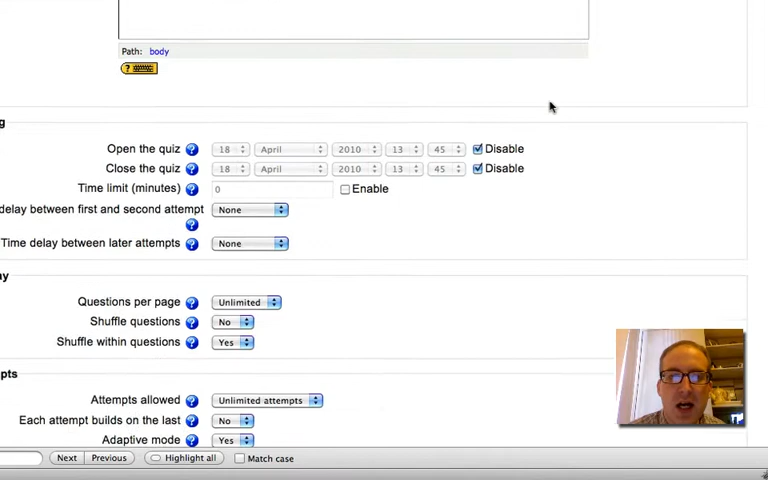 Path: body
?
g
Open the quiz ? 18 April 2010 13 45 Disable
Close the quiz ? 18 April 2010 13 45 Disable
Time limit (minutes) ? 0 Enable
delay between first and second attempt None
?
Time delay between later attempts ? None
ay
Questions per page ? Unlimited
Shuffle questions ? No
Shuffle within questions ? Yes
pts
Attempts allowed ? Unlimited attempts
Each attempt builds on the last ? No
Adaptive mode ? Yes
Next Previous Highlight all Match case